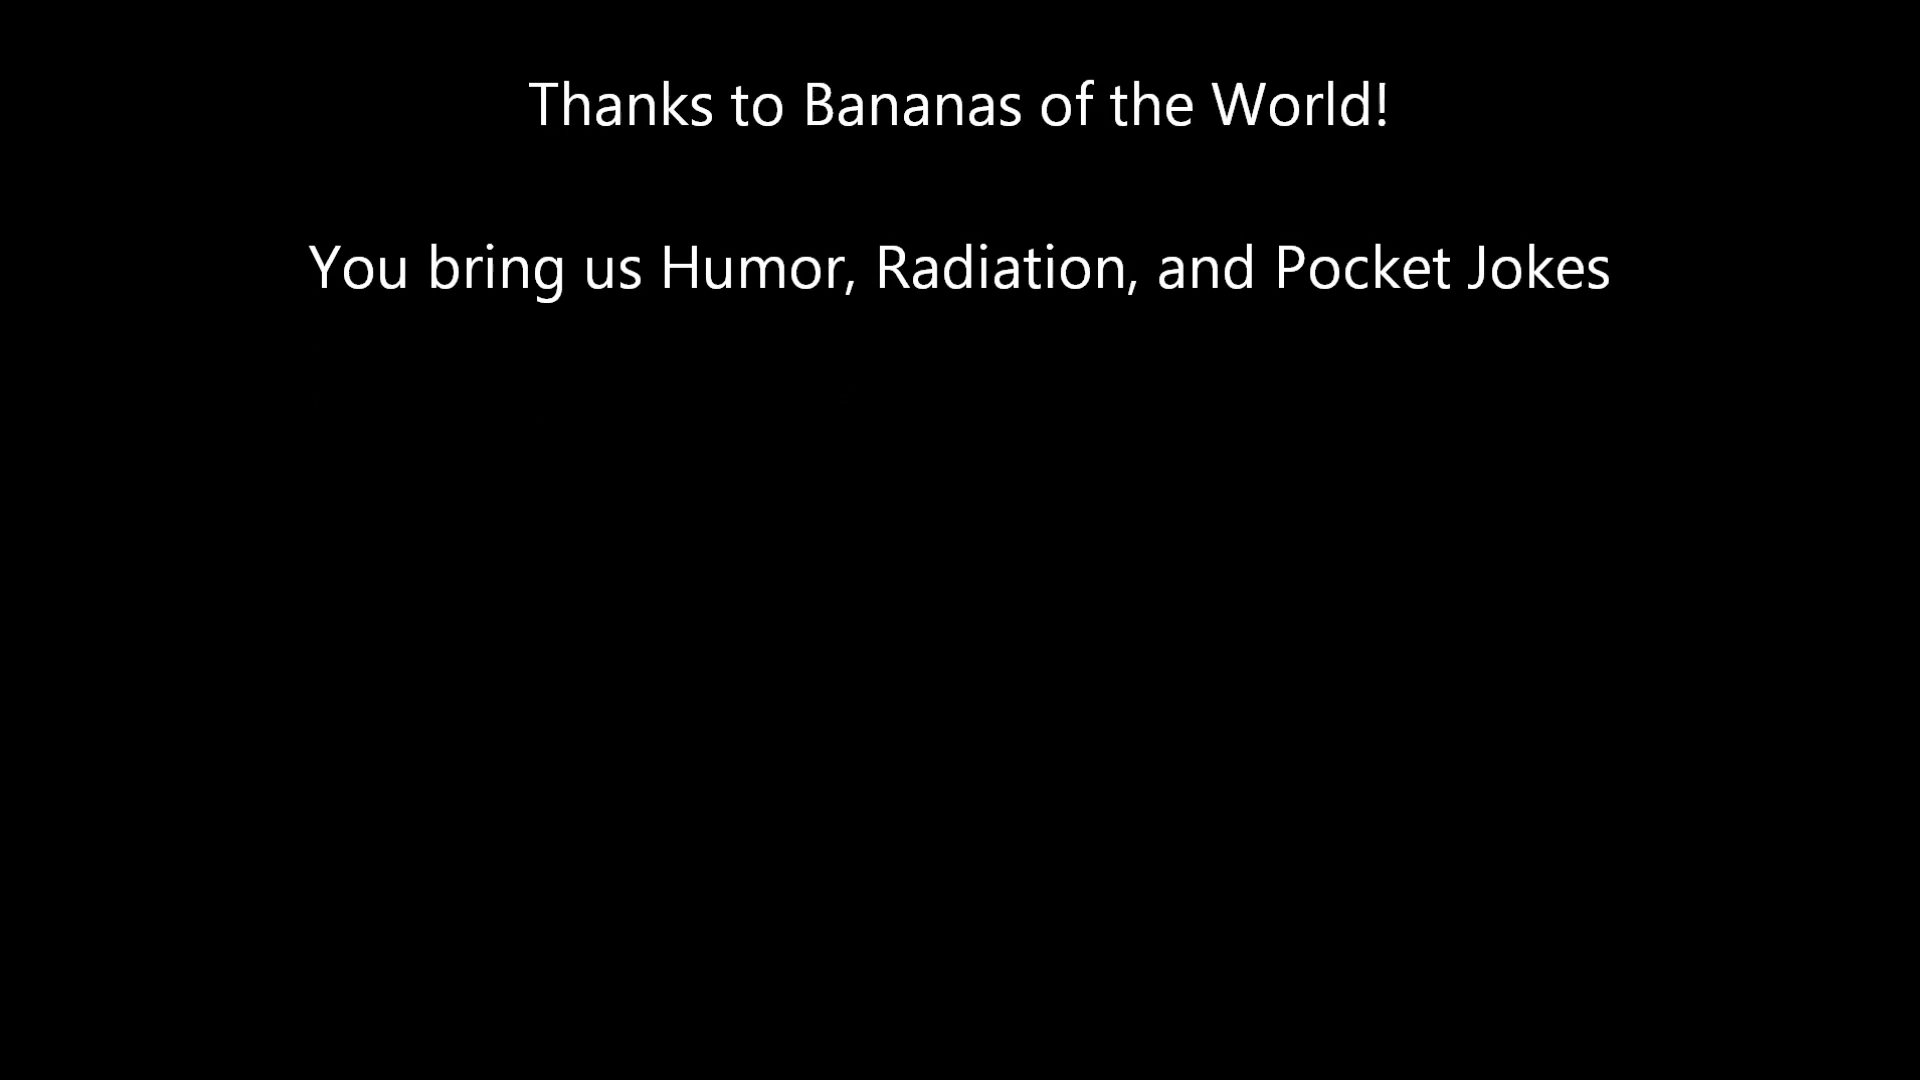 Thanks to Bananas of the World!
You bring us Humor, Radiation, and Pocket Jokes